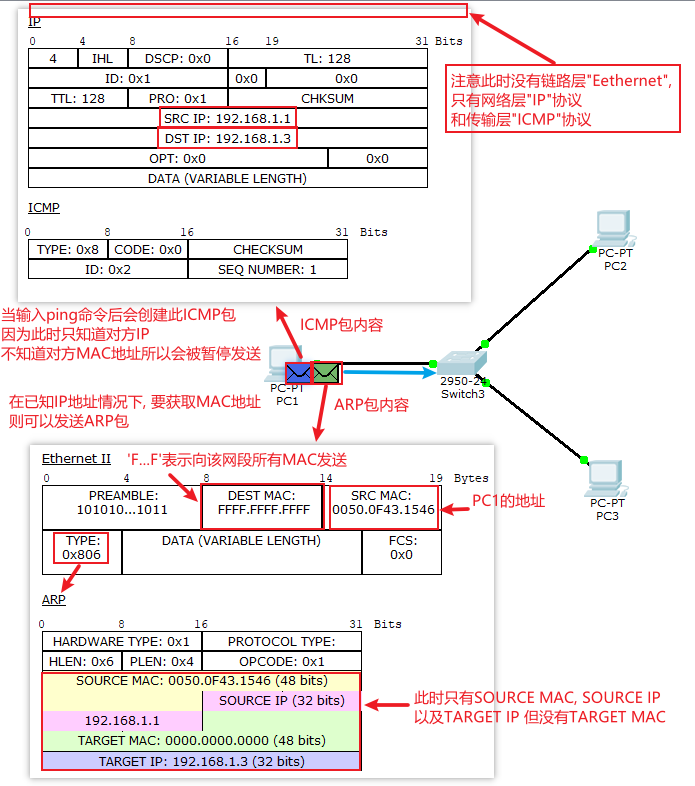 IP
0 4 8 16 19 31 Bits
4 IHL DSCP: 0x0 TL: 128
ID: 0x1 0x0 0x0
TTL: 128 PRO: 0x1 CHKSUM
SRC IP: 192.168.1.1
DST IP: 192.168.1.3
OPT: 0x0 0x0
DATA (VARIABLE LENGTH)
ICMP
0 8 16 31 Bits
TYPE: 0x8 CODE: 0x0 CHECKSUM
ID: 0x2 SEQ NUMBER: 1
注意此时没有链路层"Eethernet",
只有网络层"IP"协议
和传输层"ICMP"协议
当输入ping命令后会创建此ICMP包
因为此时只知道对方IP
不知道对方MAC地址所以会被暂停发送
ICMP包内容
PC-PT
PC2
PC-PT
PC1
2950-24
Switch3
PC-PT
PC3
在已知IP地址情况下, 要获取MAC地址
则可以发送ARP包
ARP包内容
Ethernet II
'F...F'表示向该网段所有MAC发送
0 4 8 14 19 Bytes
PREAMBLE:
101010...1011
DEST MAC:
FFFF.FFFF.FFFF
SRC MAC:
0050.0F43.1546
PC1的地址
TYPE:
0x806
DATA (VARIABLE LENGTH)
FCS:
0x0
ARP
0 8 16 31 Bits
HARDWARE TYPE: 0x1 PROTOCOL TYPE:
HLEN: 0x6 PLEN: 0x4 OPCODE: 0x1
SOURCE MAC: 0050.0F43.1546 (48 bits)
SOURCE IP (32 bits)
192.168.1.1
TARGET MAC: 0000.0000.0000 (48 bits)
TARGET IP: 192.168.1.3 (32 bits)
此时只有SOURCE MAC, SOURCE IP
以及TARGET IP 但没有TARGET MAC